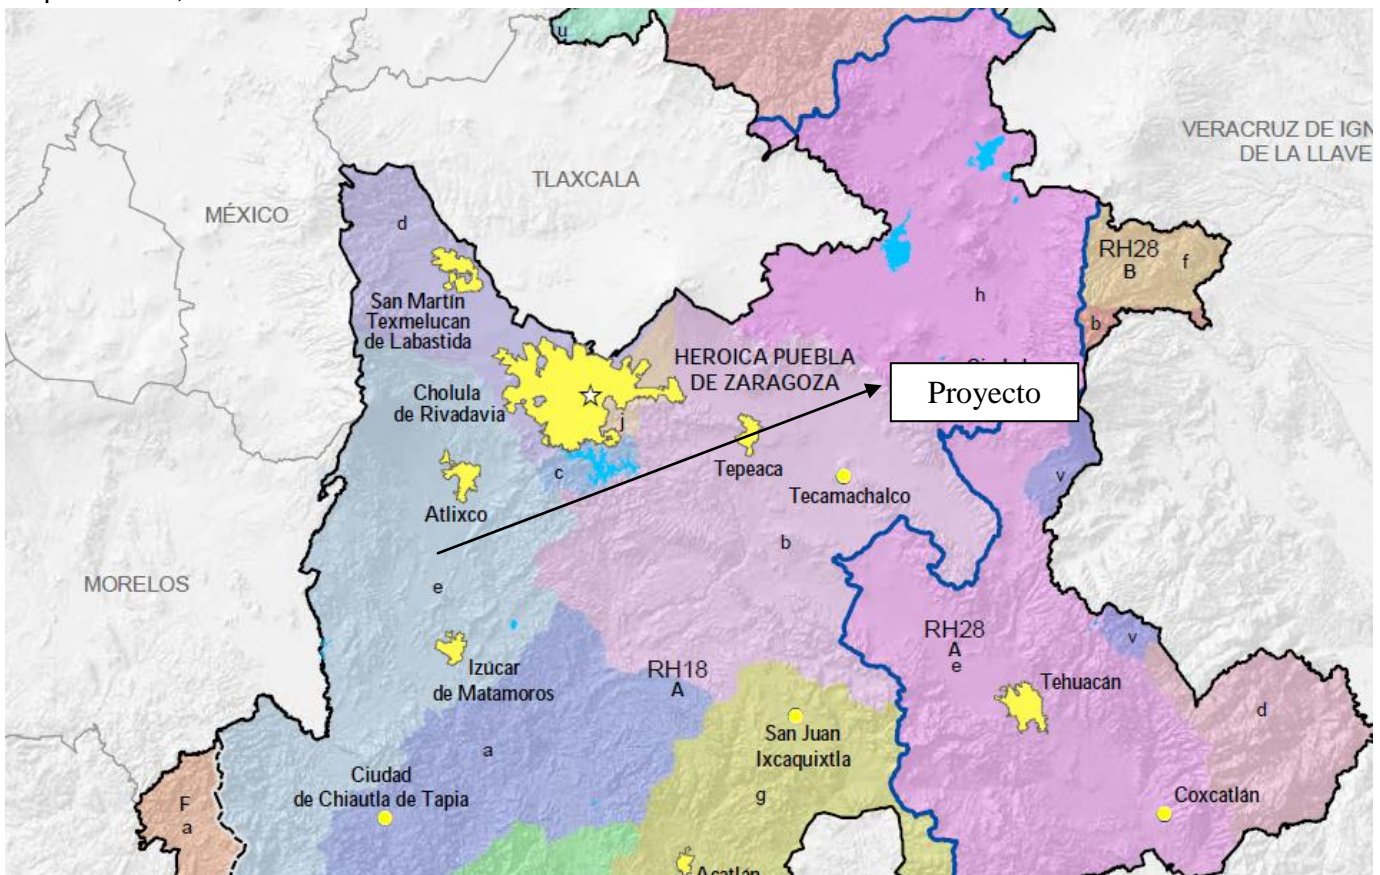 u
VERACRUZ DE IGN
DE LA LLAVE
TLAXCALA
MÉXICO
d
RH28
B
f
h
b
San Martín
Texmelucan
de Labastida
HEROICA PUEBLA
DE ZARAGOZA
Proyecto
Cholula
de Rivadavia
j
Tepeaca
c
v
Tecamachalco
Atlixco
b
MORELOS
e
RH28
A
e
v
Izúcar
de Matamoros
RH18
A
Tehuacán
d
San Juan
Ixcaquixtla
a
Ciudad
de Chiautla de Tapia
g
Coxcatlán
F
a
Acatlán